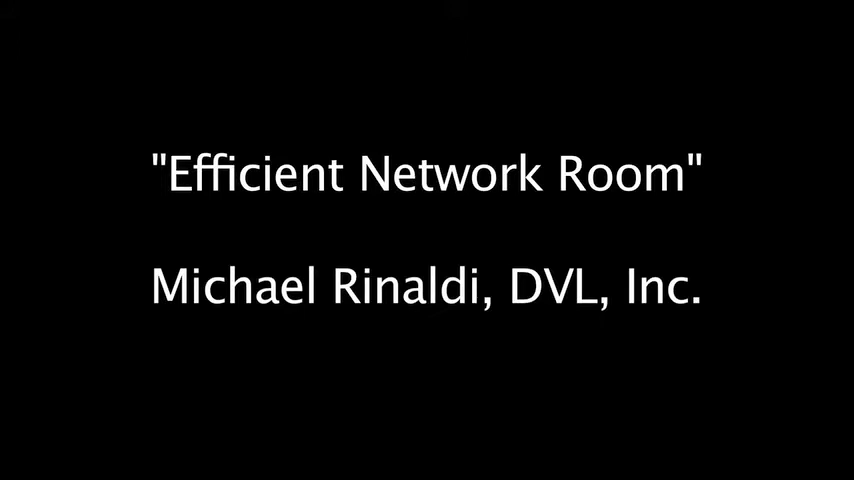 "Efficient Network Room"
Michael Rinaldi, DVL, Inc.